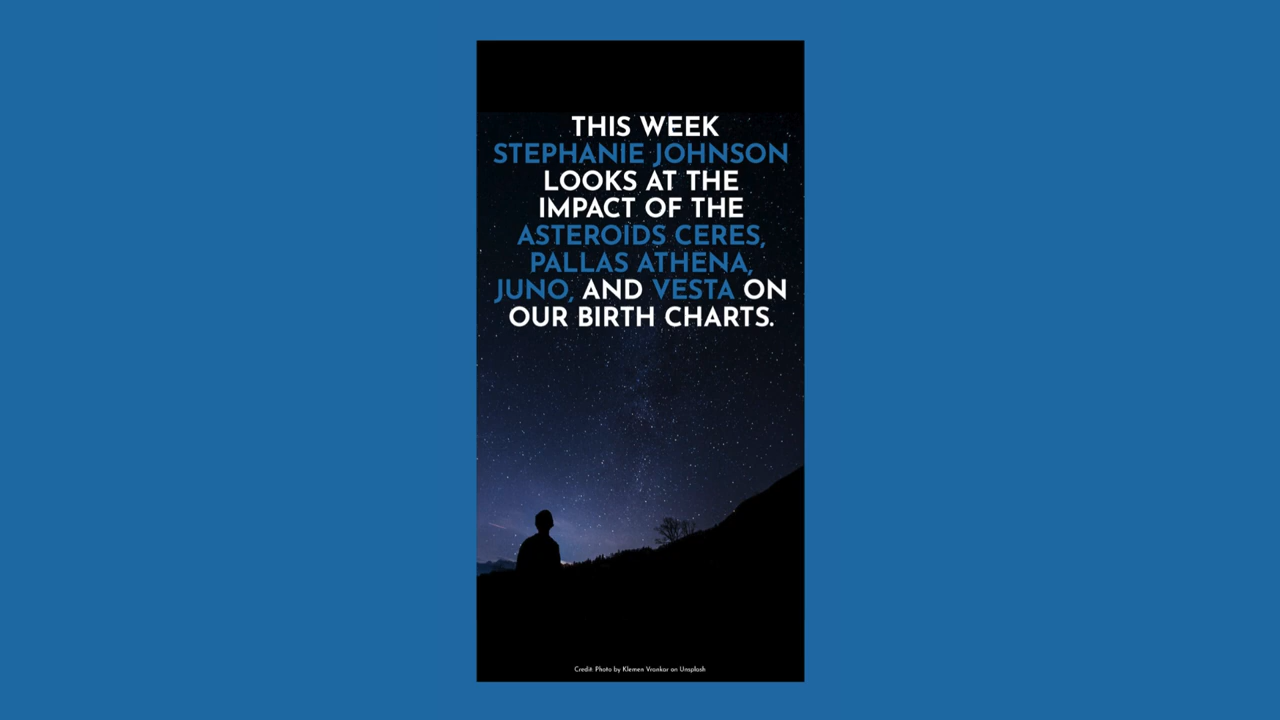 THIS WEEK
STEPHANIE JOHNSON
LOOKS AT THE
IMPACT OF THE
ASTEROIDS CERES,
PALLAS ATHENA,
JUNO, AND VESTA ON
OUR BIRTH CHARTS.
Credit: Photo by Klemen Vrankar on Unsplash